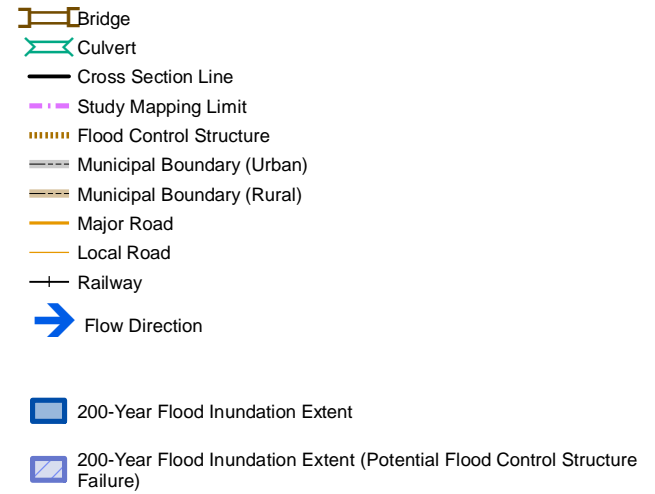 Bridge
Culvert
Cross Section Line
Study Mapping Limit
Flood Control Structure
Municipal Boundary (Urban)
Municipal Boundary (Rural)
Major Road
Local Road
Railway
Flow Direction
200-Year Flood Inundation Extent
200-Year Flood Inundation Extent (Potential Flood Control Structure
Failure)